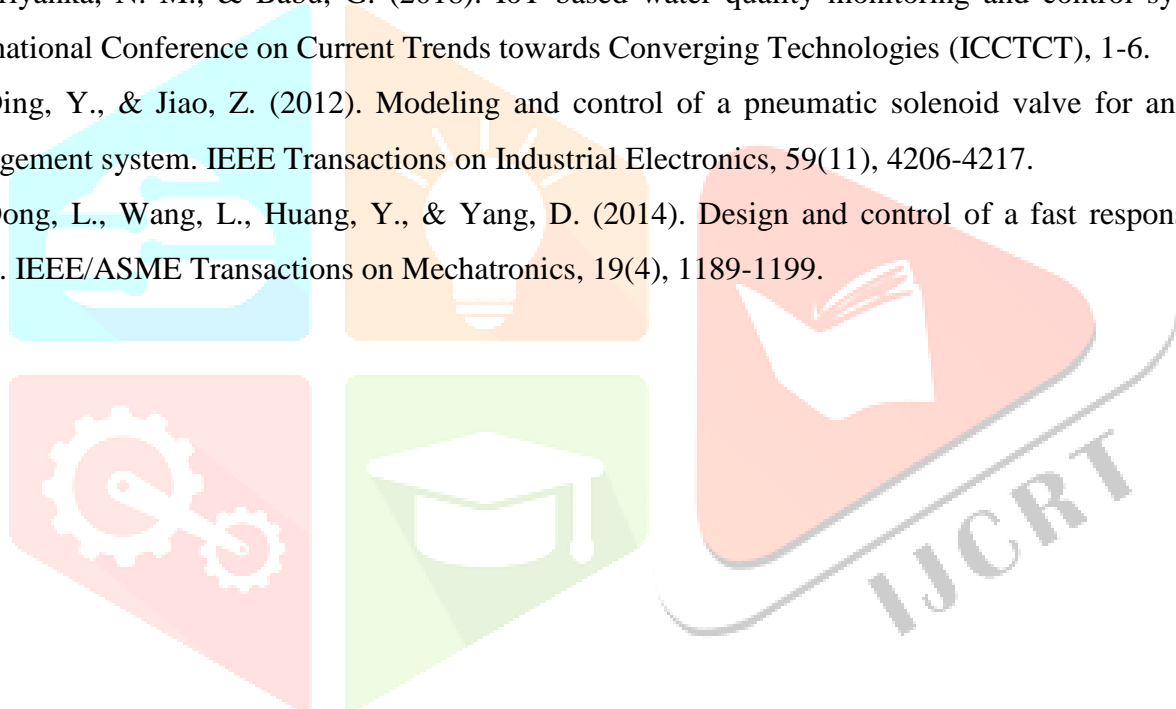 N. M., & Babu, G. (2018). IoT based water quality monitoring and control
national Conference on Current Trends towards Converging Technologies (ICCTCT), 1-6.
Ding, Y., & Jiao, Z. (2012). Modeling and control of a pneumatic solenoid valve for an
gement system. IEEE Transactions on Industrial Electronics, 59(11), 4206-4217.
Dong, L., Wang, L., Huang, Y., & Yang, D. (2014). Design and control of a fast respon
. IEEE/ASME Transactions on Mechatronics, 19(4), 1189-1199.
IJCRT